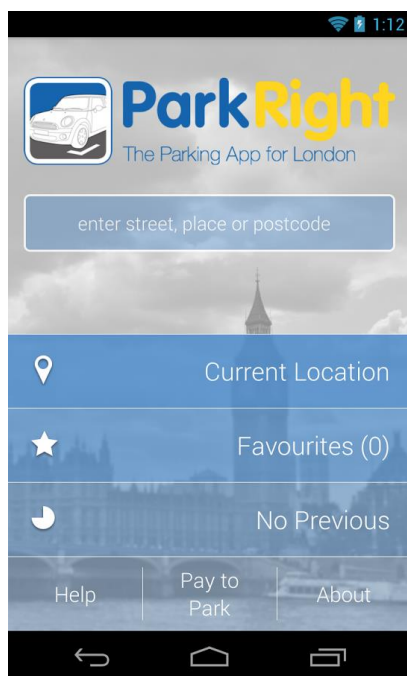 1:12
ParkRight
The Parking App for London
enter street, place or postcode
Current Location
Favourites (0)
No Previous
Help
Pay to
Park
About